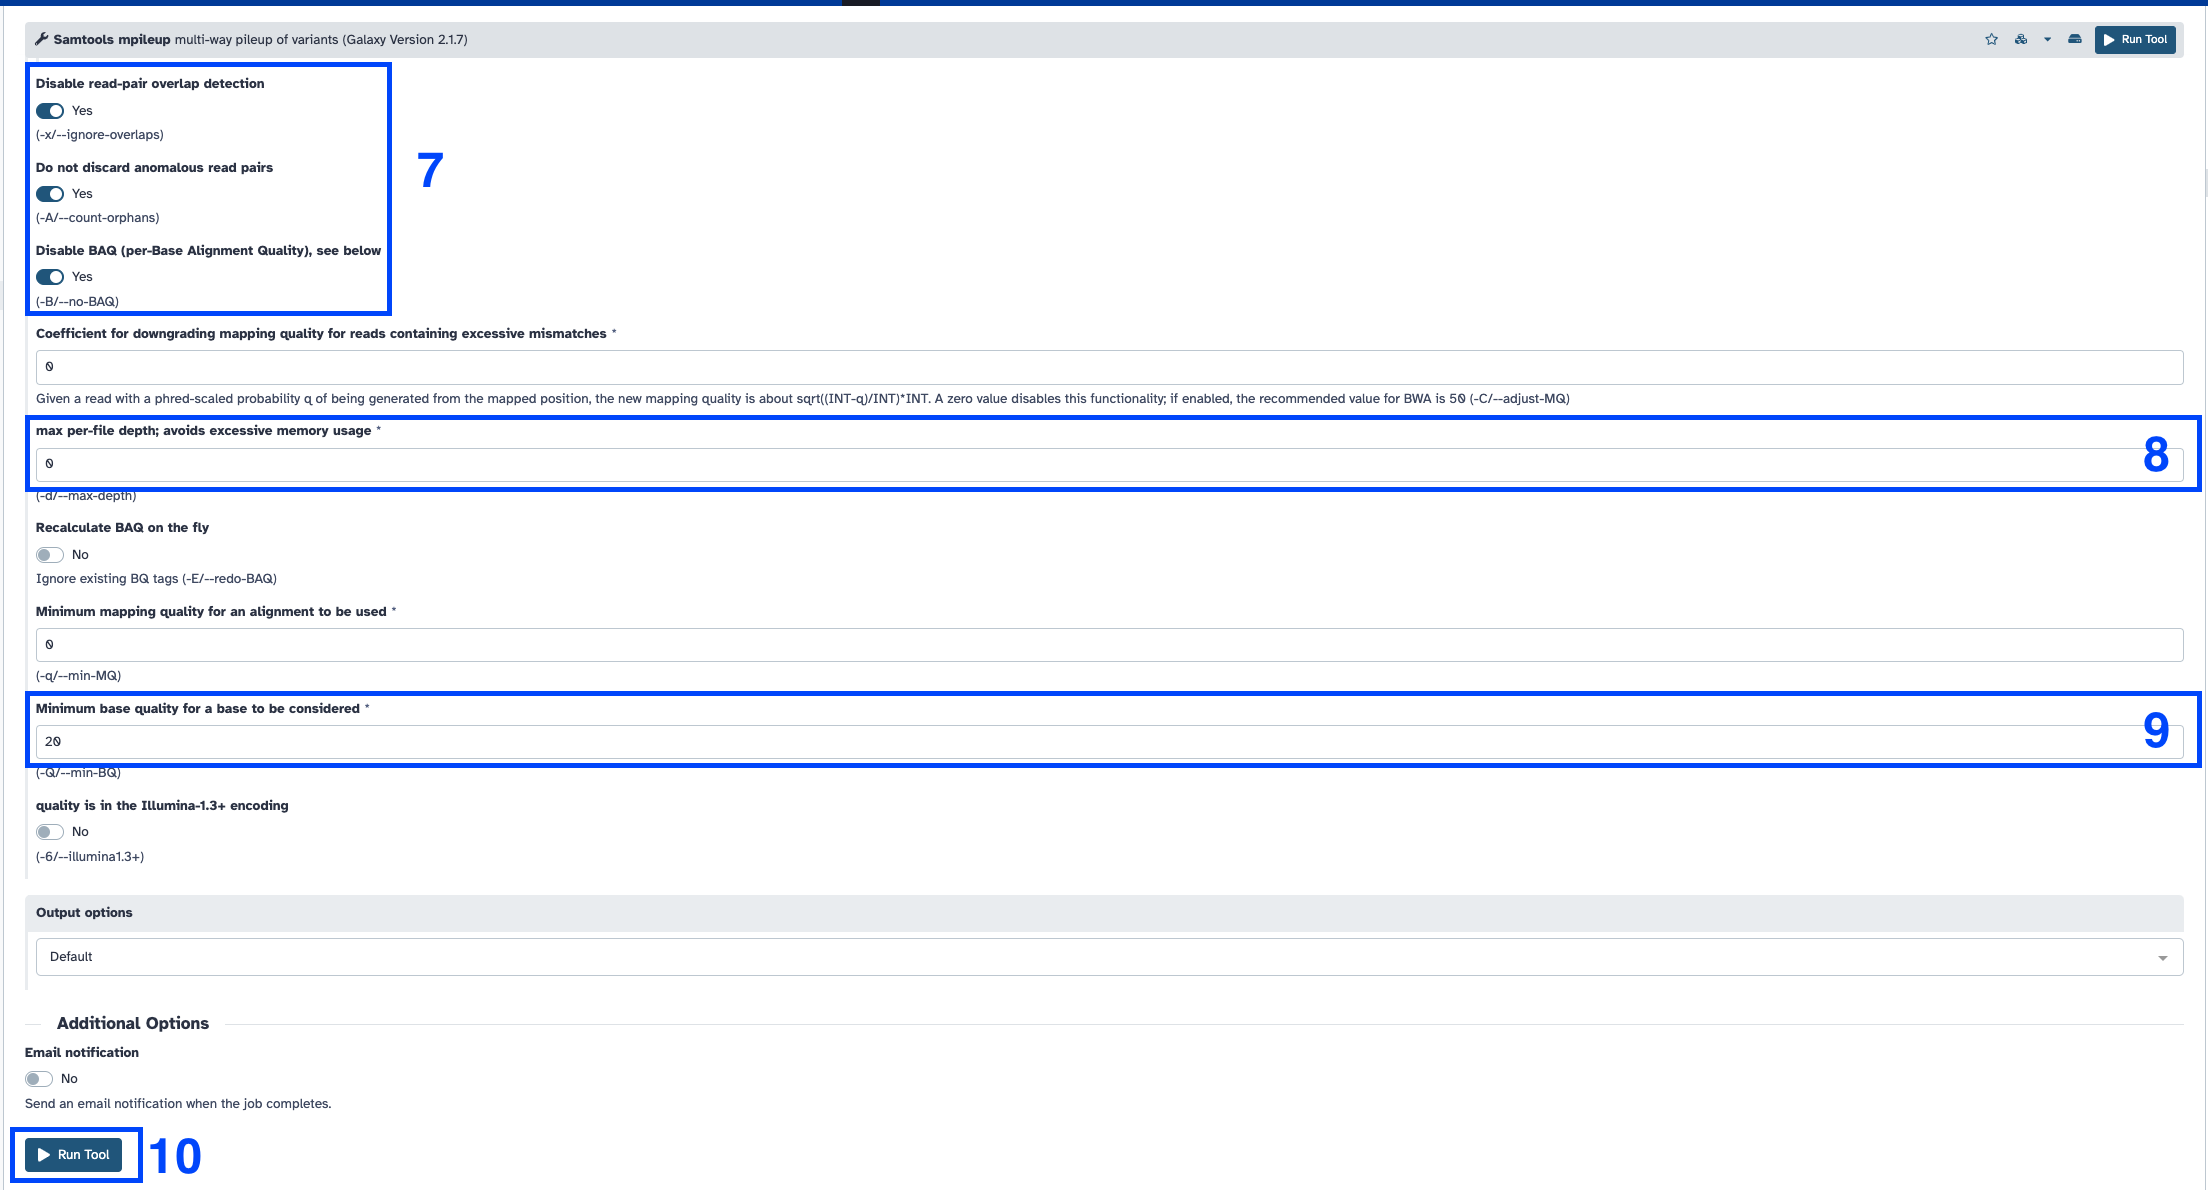 Samtools mpileup multi-way pileup of variants (Galaxy Version 2.1.7)
Run Tool
Disable read-pair overlap detection
Yes
(-x/--ignore-overlaps)
Do not discard anomalous read pairs
Yes
(-A/--count-orphans)
Disable BAQ (per-Base Alignment Quality), see below
Yes
(-B/--no-BAQ)
7
Coefficient for downgrading mapping quality for reads containing excessive mismatches *
0
Given a read with a phred-scaled probability q of being generated from the mapped position, the new mapping quality is about sqrt((INT-q)/INT)*INT. A zero value disables this functionality; if enabled, the recommended value for BWA is 50 (-C/--adjust-MQ)
max per-file depth; avoids excessive memory usage *
0
8
(-d/--max-depth)
Recalculate BAQ on the fly
No
Ignore existing BQ tags (-E/--redo-BAQ)
Minimum mapping quality for an alignment to be used *
0
(-q/--min-MQ)
Minimum base quality for a base to be considered *
20
9
(-Q/--min-BQ)
quality is in the Illumina-1.3+ encoding
No
(-6/--illumina1.3+)
Output options
Default
Additional Options
Email notification
No
Send an email notification when the job completes.
Run Tool
10